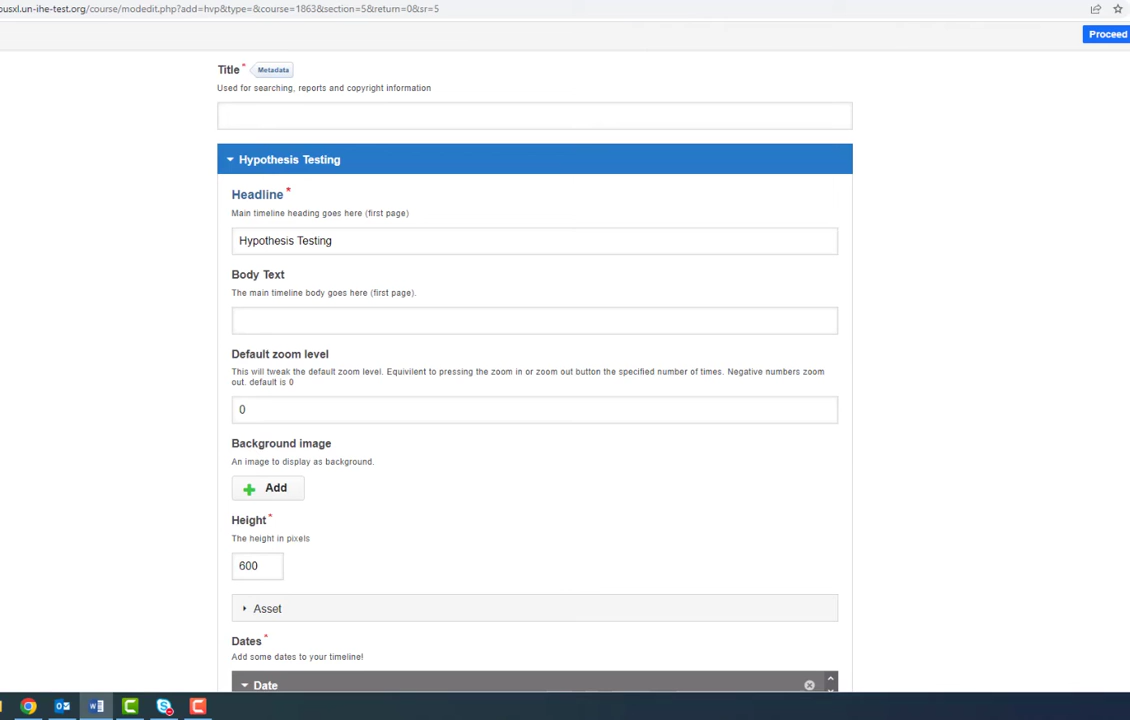 ousxl.un-ihe-test.org/course/modedit.php?add=hvp&type=&course=1863&section=5&return=0&sr=5
Proceed
Title * Metadata
Used for searching, reports and copyright information
Hypothesis Testing
Headline *
Main timeline heading goes here (first page)
Hypothesis Testing
Body Text
The main timeline body goes here (first page).
Default zoom level
This will tweak the default zoom level. Equivilent to pressing the zoom in or zoom out button the specified number of times. Negative numbers zoom
out. default is 0
0
Background image
An image to display as background.
Add
Height *
The height in pixels
600
Asset
Dates *
Add some dates to your timeline!
Date